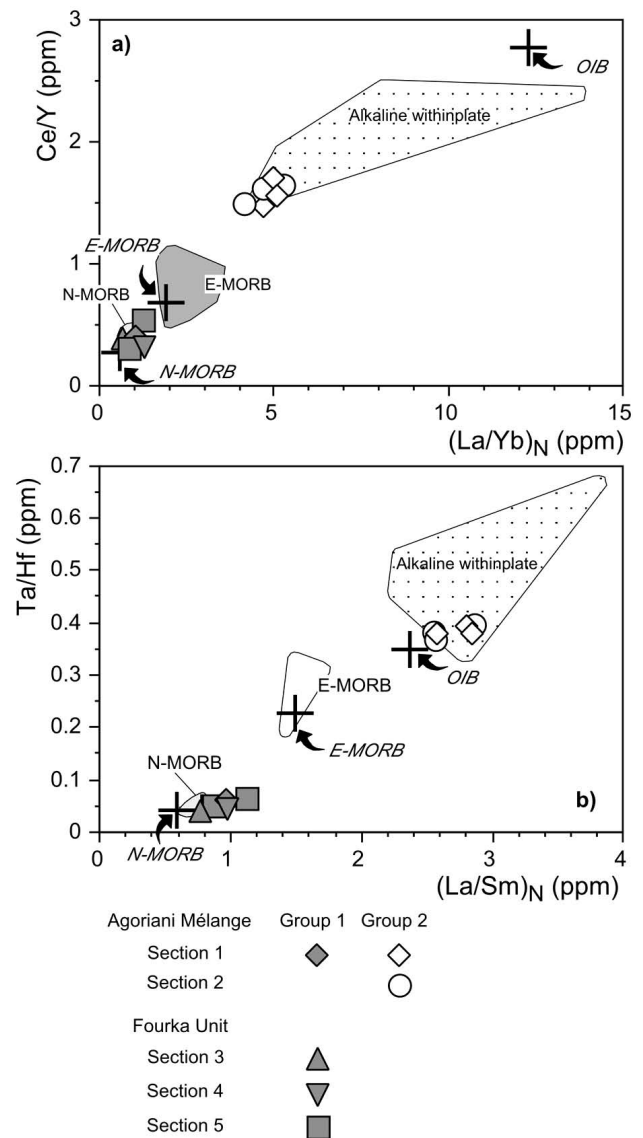 3
a)
OIB
Ce/Y (ppm)
Alkaline withinplate
2
E-MORB
1
E-MORB
N-MORB
N-MORB
0
0 5 10 15
(La/Yb)N (ppm)
0.7
Ta/Hf (ppm)
0.6
Alkaline withinplate
0.5
0.4
OIB
0.3
E-MORB
0.2
E-MORB
N-MORB
0.1
b)
N-MORB
0
0 1 2 3 4
(La/Sm)N (ppm)
Agoriani Mélange Group 1 Group 2
Section 1
Section 2
Fourka Unit
Section 3
Section 4
Section 5